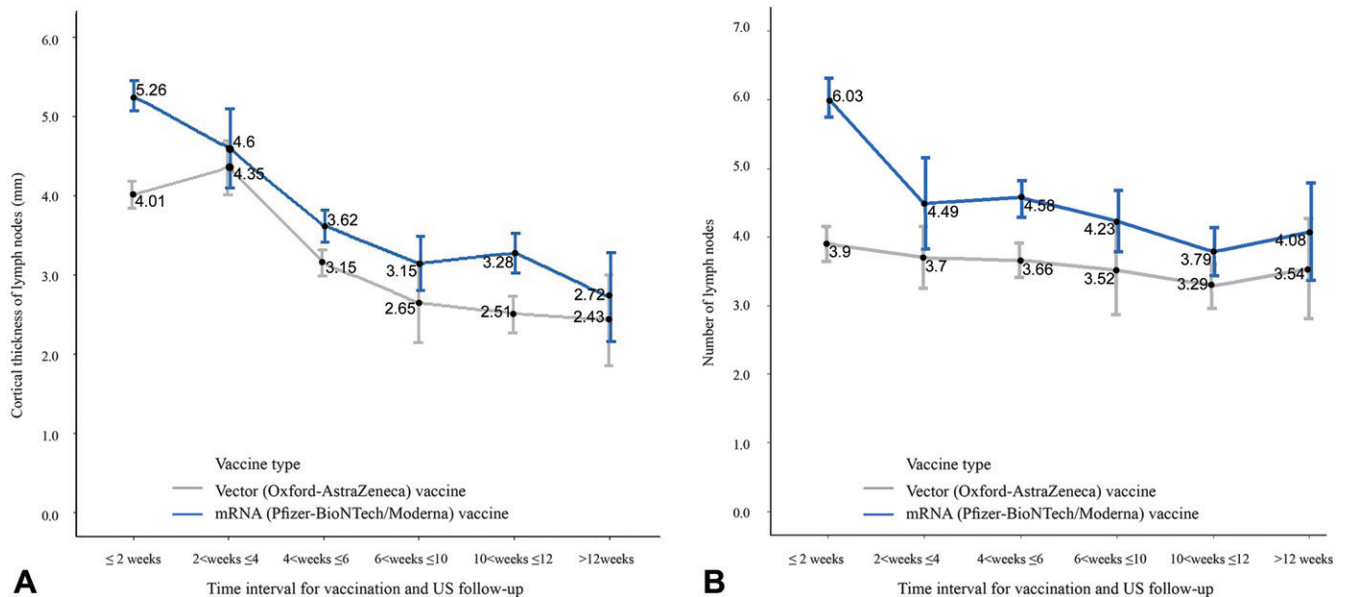 6.0
5.0
4.0
3.0
2.0
1.0
0.0
Cortical thickness of lymph nodes (mm)
5.26
4.6
4.35
4.01
3.62
3.15
3.15
3.28
2.65
2.51
2.72
2.43
Vaccine type
Vector (Oxford-AstraZeneca) vaccine
mRNA (Pfizer-BioNTech/Moderna) vaccine
≤ 2 weeks
2<weeks ≤4
4<weeks ≤6
6<weeks ≤10
10<weeks ≤12
>12weeks
Time interval for vaccination and US follow-up
A
7.0
6.0
5.0
4.0
3.0
2.0
1.0
0.0
Number of lymph nodes
6.03
4.49
4.58
4.23
3.79
4.08
3.9
3.7
3.66
3.52
3.29
3.54
Vaccine type
Vector (Oxford-AstraZeneca) vaccine
mRNA (Pfizer-BioNTech/Moderna) vaccine
≤ 2 weeks
2<weeks ≤4
4<weeks ≤6
6<weeks ≤10
10<weeks ≤12
>12 weeks
Time interval for vaccination and US follow-up
B